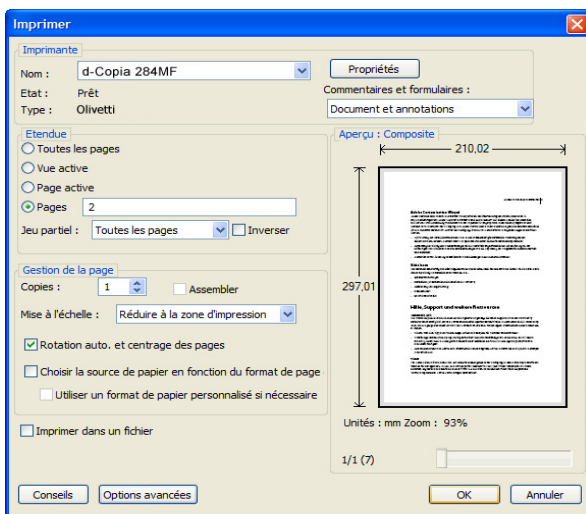 Imprimer
Imprimante
Nom : d-Copia 284MF
Propriétés
Etat : Prêt
Commentaires et formulaires :
Type : Olivetti
Document et annotations
Etendue
Toutes les pages
Vue active
Page active
Pages 2
Jeu partiel : Toutes les pages Inverser
Gestion de la page
Copies : 1 Assembler
Mise à l'échelle : Réduire à la zone d'impression
Rotation auto. et centrage des pages
Choisir la source de papier en fonction du format de page
Utiliser un format de papier personnalisé si nécessaire
Imprimer dans un fichier
Aperçu : Composite
210,02
297,01
Unités : mm Zoom : 93%
1/1 (7)
Conseils
Options avancées
OK
Annuler